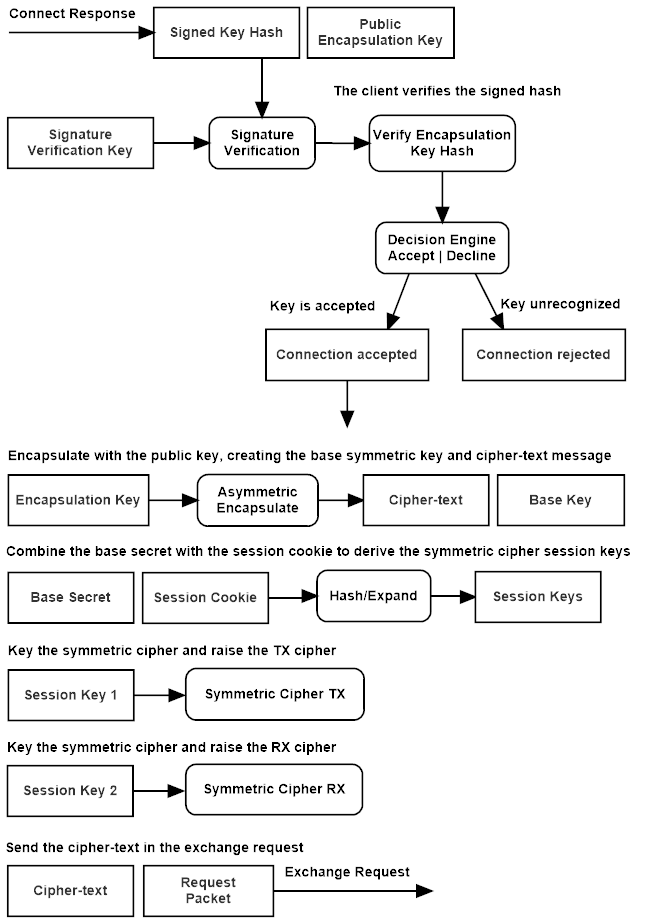 Connect Response
Signed Key Hash
Public
Encapsulation Key
The client verifies the signed hash
Signature
Verification Key
Signature
Verification
Verify Encapsulation
Key Hash
Decision Engine
Accept | Decline
Key is accepted
Key unrecognized
Connection accepted
Connection rejected
Encapsulate with the public key, creating the base symmetric key and cipher-text message
Encapsulation Key
Asymmetric
Encapsulate
Cipher-text
Base Key
Combine the base secret with the session cookie to derive the symmetric cipher session keys
Base Secret
Session Cookie
Hash/Expand
Session Keys
Key the symmetric cipher and raise the TX cipher
Session Key 1
Symmetric Cipher TX
Key the symmetric cipher and raise the RX cipher
Session Key 2
Symmetric Cipher RX
Send the cipher-text in the exchange request
Cipher-text
Request
Packet
Exchange Request